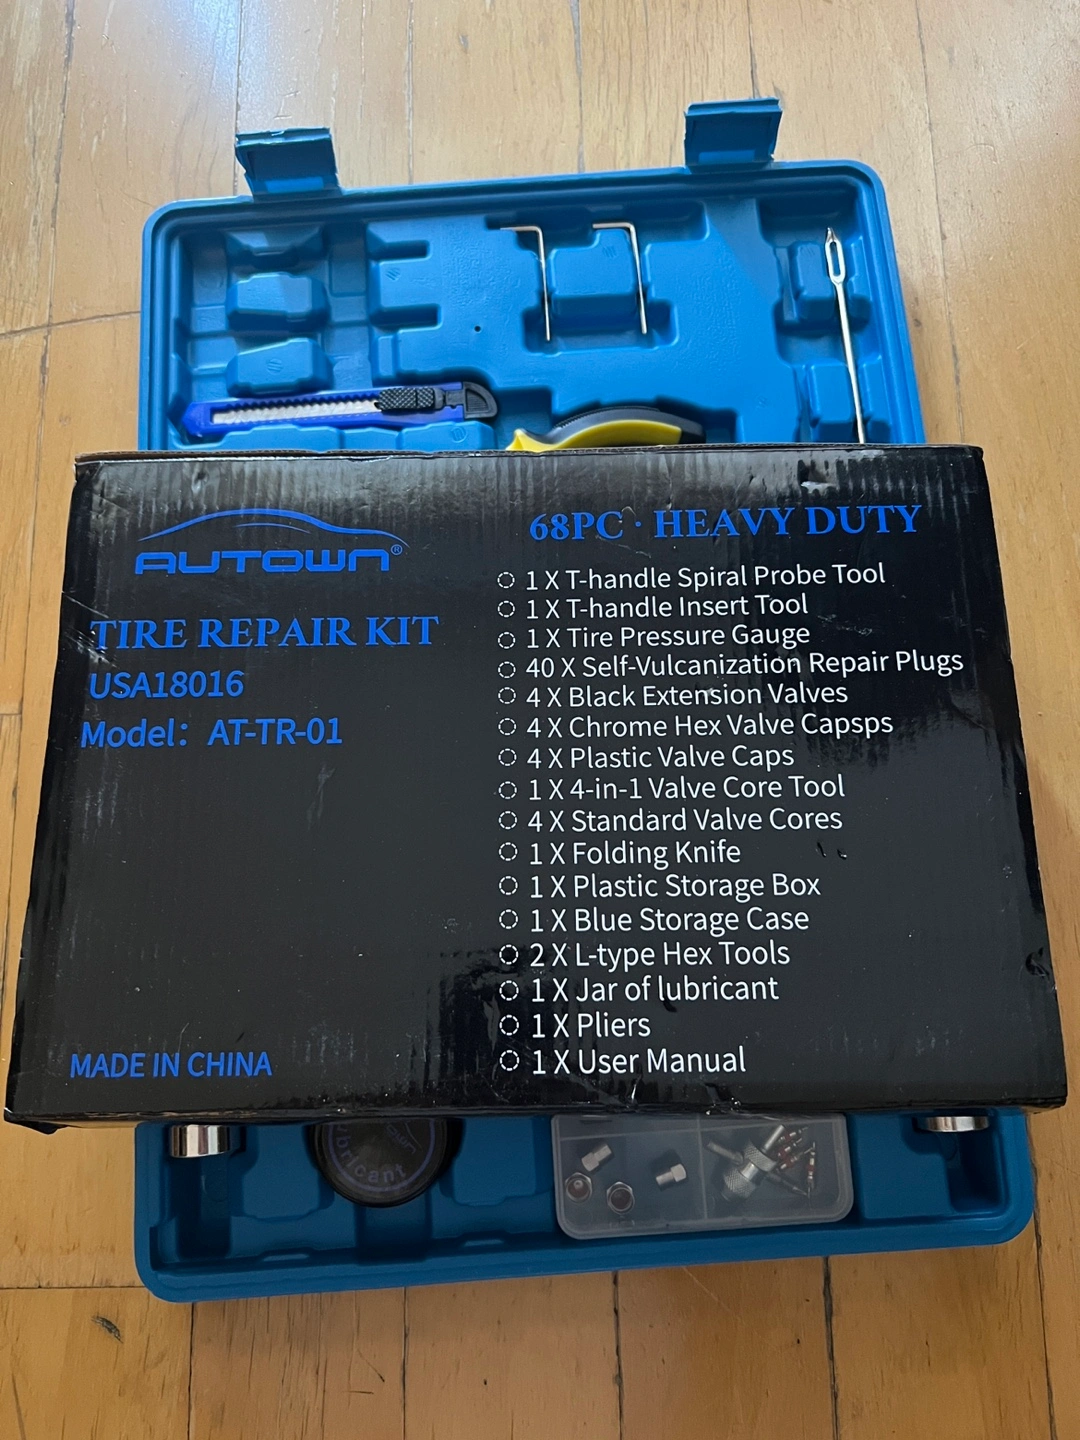 AUTOWN®
TIRE REPAIR KIT
USA18016
Model: AT-TR-01
MADE IN CHINA
68PC · HEAVY DUTY
1 X T-handle Spiral Probe Tool
1 X T-handle Insert Tool
1 X Tire Pressure Gauge
40 X Self-Vulcanization Repair Plugs
4 X Black Extension Valves
4 X Chrome Hex Valve Capsps
4 X Plastic Valve Caps
1 X 4-in-1 Valve Core Tool
4 X Standard Valve Cores
1 X Folding Knife
1 X Plastic Storage Box
1 X Blue Storage Case
2 X L-type Hex Tools
1 X Jar of lubricant
1 X Pliers
1 X User Manual
AUTOWN
ubricant